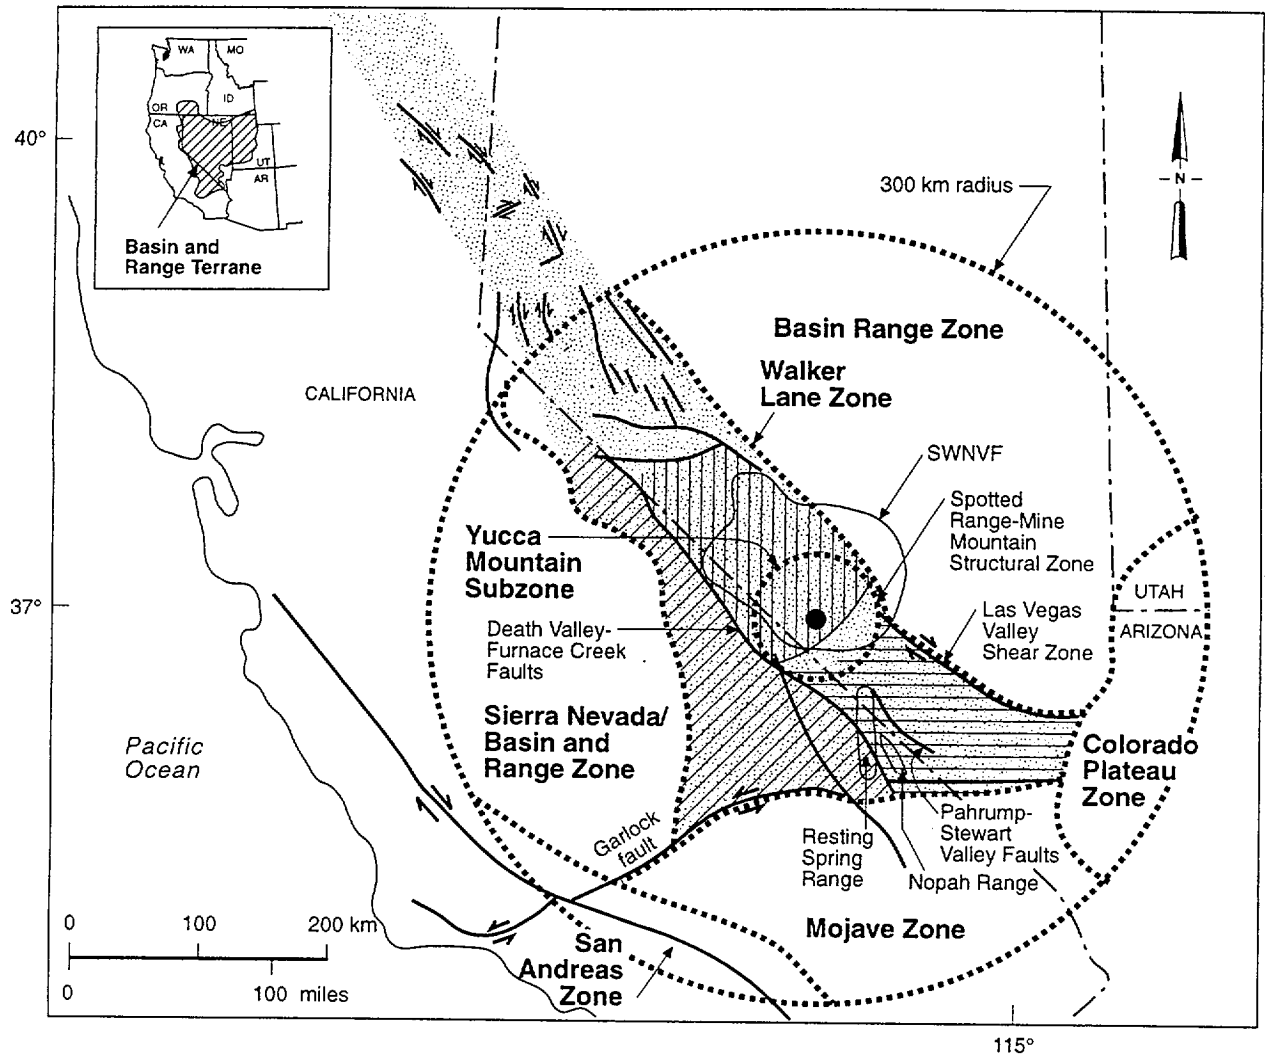 WA
MO
OR
ID
CA
NE
UT
AR
Basin and
Range Terrane
40°
300 km radius
N
Basin Range Zone
Walker
Lane Zone
CALIFORNIA
SWNVF
Spotted
Range-Mine
Mountain
Structural Zone
Yucca
Mountain
Subzone
37°
UTAH
ARIZONA
Las Vegas
Valley
Shear Zone
Death Valley-
Furnace Creek
Faults
Sierra Nevada/
Basin and
Range Zone
Pacific
Ocean
Colorado
Plateau
Zone
Garlock
fault
Resting
Spring
Range
Pahrump-
Stewart
Valley Faults
Nopah Range
Mojave Zone
San
Andreas
Zone
0 100 200 km
0 100 miles
115°